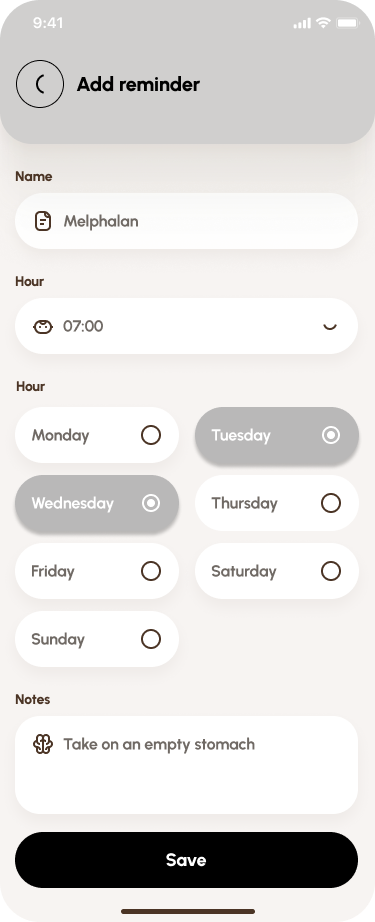 9:41
Add reminder
Name
Melphalan
Hour
07:00
Hour
Monday
Tuesday
Wednesday
Thursday
Friday
Saturday
Sunday
Notes
Take on an empty stomach
Save